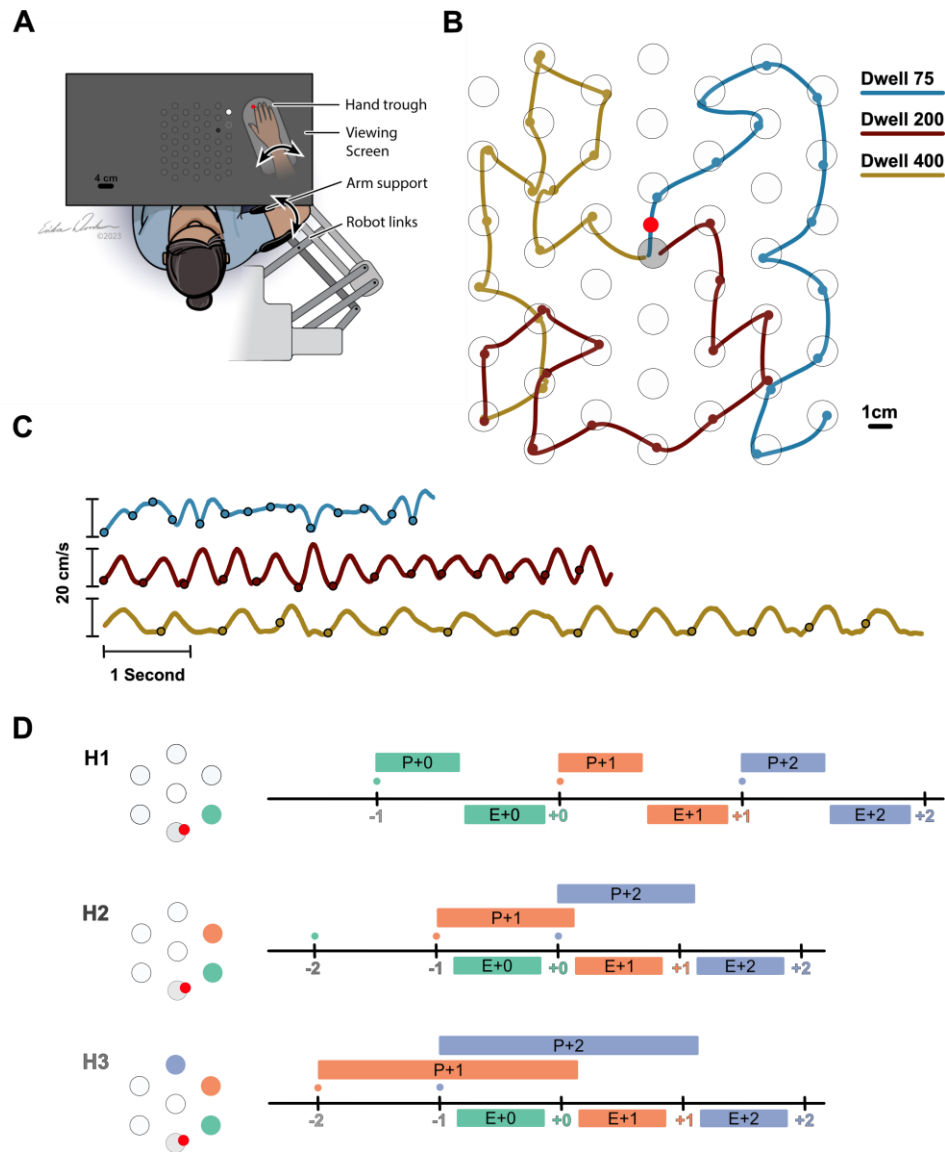 A
Hand trough
Viewing
Screen
Arm support
Robot links
4 cm
©2023
B
Dwell 75
Dwell 200
Dwell 400
1cm
C
20 cm/s
1 Second
D
H1
P+0
P+1
P+2
-1
E+0
+0
E+1
+1
E+2
+2
H2
P+2
P+1
-2
-1
E+0
+0
E+1
+1
E+2
+2
H3
P+2
P+1
-2
-1
E+0
+0
E+1
+1
E+2
+2